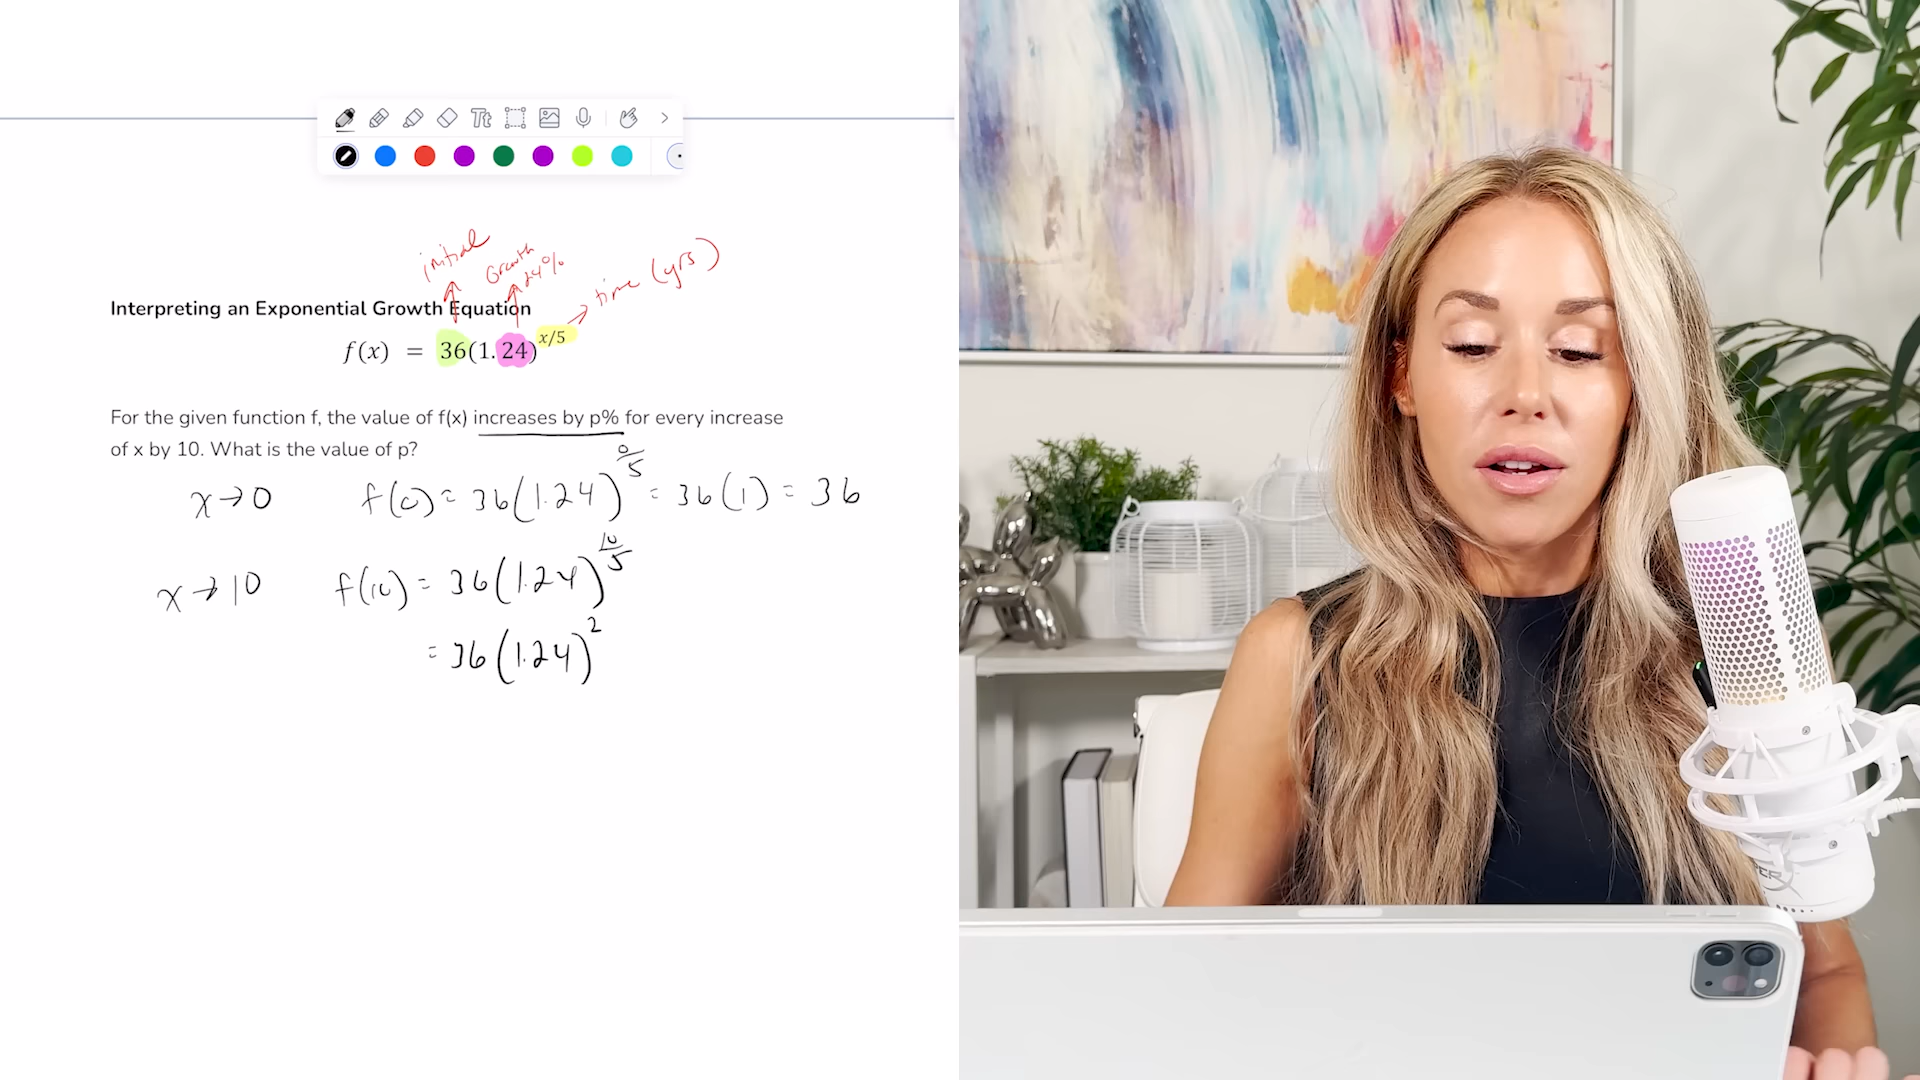 Tt
initial
Growth
24%
time (yrs)
Interpreting an Exponential Growth Equation
f(x) = 36(1.24)^{x/5}
For the given function f, the value of f(x) increases by p% for every increase
of x by 10. What is the value of p?
x→0 f(0) = 36(1.24)^{0/5} = 36(1) = 36
x→10 f(10) = 36(1.24)^{10/5}
= 36(1.24)^2